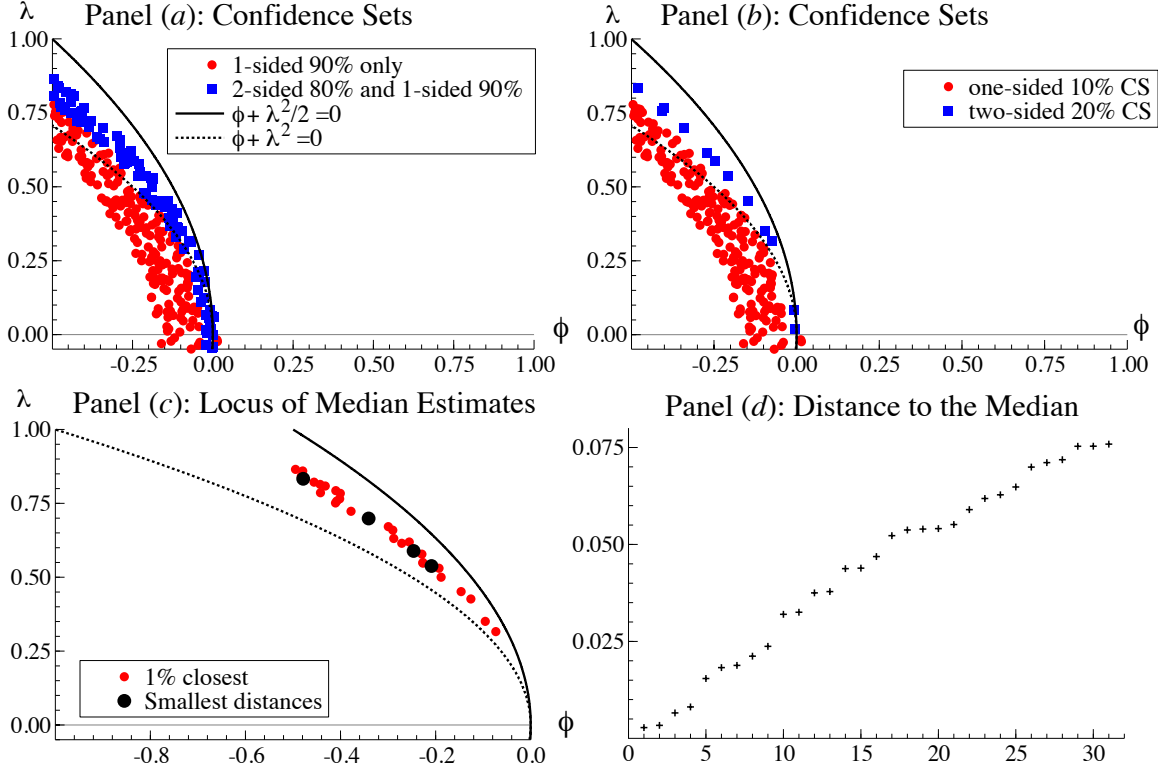 λ Panel (a): Confidence Sets
1.00
0.75
0.50
0.25
0.00
1-sided 90% only
2-sided 80% and 1-sided 90%
ϕ+ λ²/2 =0
ϕ+ λ² =0
ϕ
-0.25 0.00 0.25 0.50 0.75 1.00
λ Panel (b): Confidence Sets
1.00
0.75
0.50
0.25
0.00
one-sided 10% CS
two-sided 20% CS
ϕ
-0.25 0.00 0.25 0.50 0.75 1.00
λ Panel (c): Locus of Median Estimates
1.00
0.75
0.50
0.25
0.00
1% closest
Smallest distances
ϕ
-0.8 -0.6 -0.4 -0.2 0.0
Panel (d): Distance to the Median
0.075
0.050
0.025
0 5 10 15 20 25 30